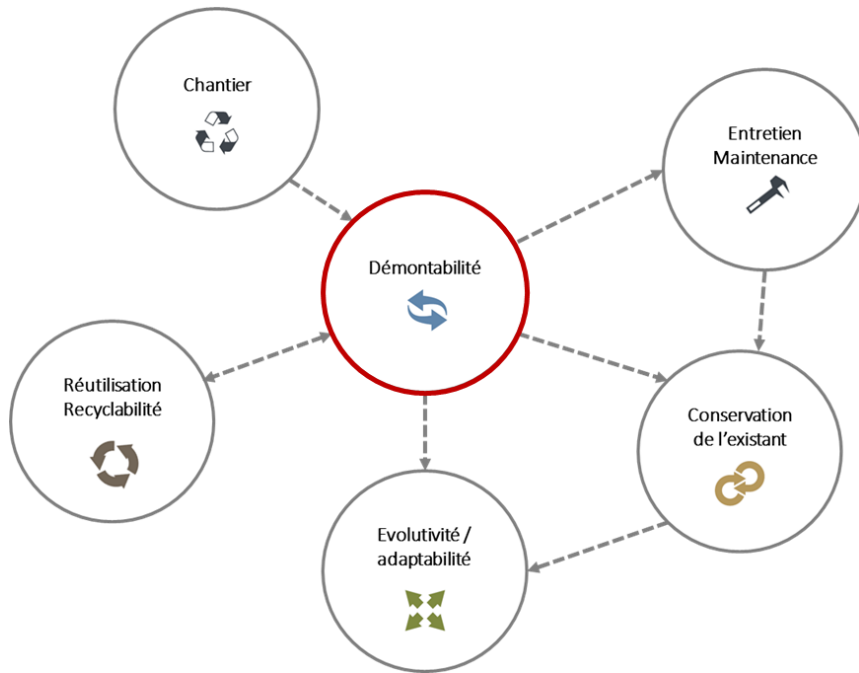 Chantier
Entretien
Maintenance
Démontabilité
Réutilisation
Recyclabilité
Conservation
de l'existant
Evolutivité /
adaptabilité